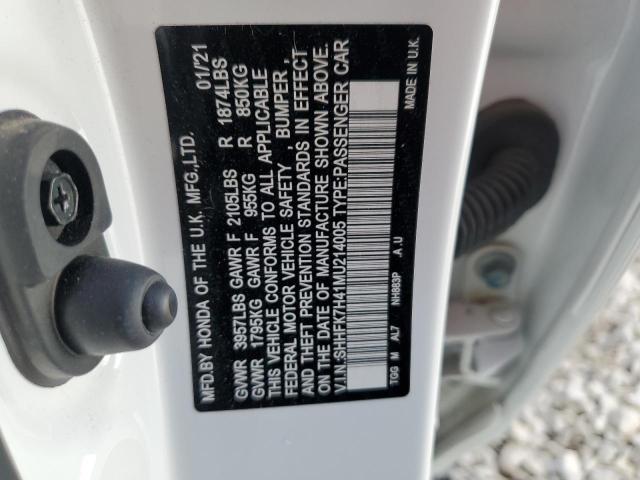 MFD.BY HONDA OF THE U.K. MFG.,LTD. 01/'21
GVWR 3957LBS GAWR F 2105LBS R 1874LBS
GVWR 1795KG GAWR F 955KG R 850KG
THIS VEHICLE CONFORMS TO ALL APPLICABLE
FEDERAL MOTOR VEHICLE SAFETY , BUMPER ,
AND THEFT PREVENTION STANDARDS IN EFFECT
ON THE DATE OF MANUFACTURE SHOWN ABOVE.
V.I.N.:SHHFK7H41MU214005 TYPE:PASSENGER CAR
TGG M AL7 NH883P .A .U MADE IN U.K.